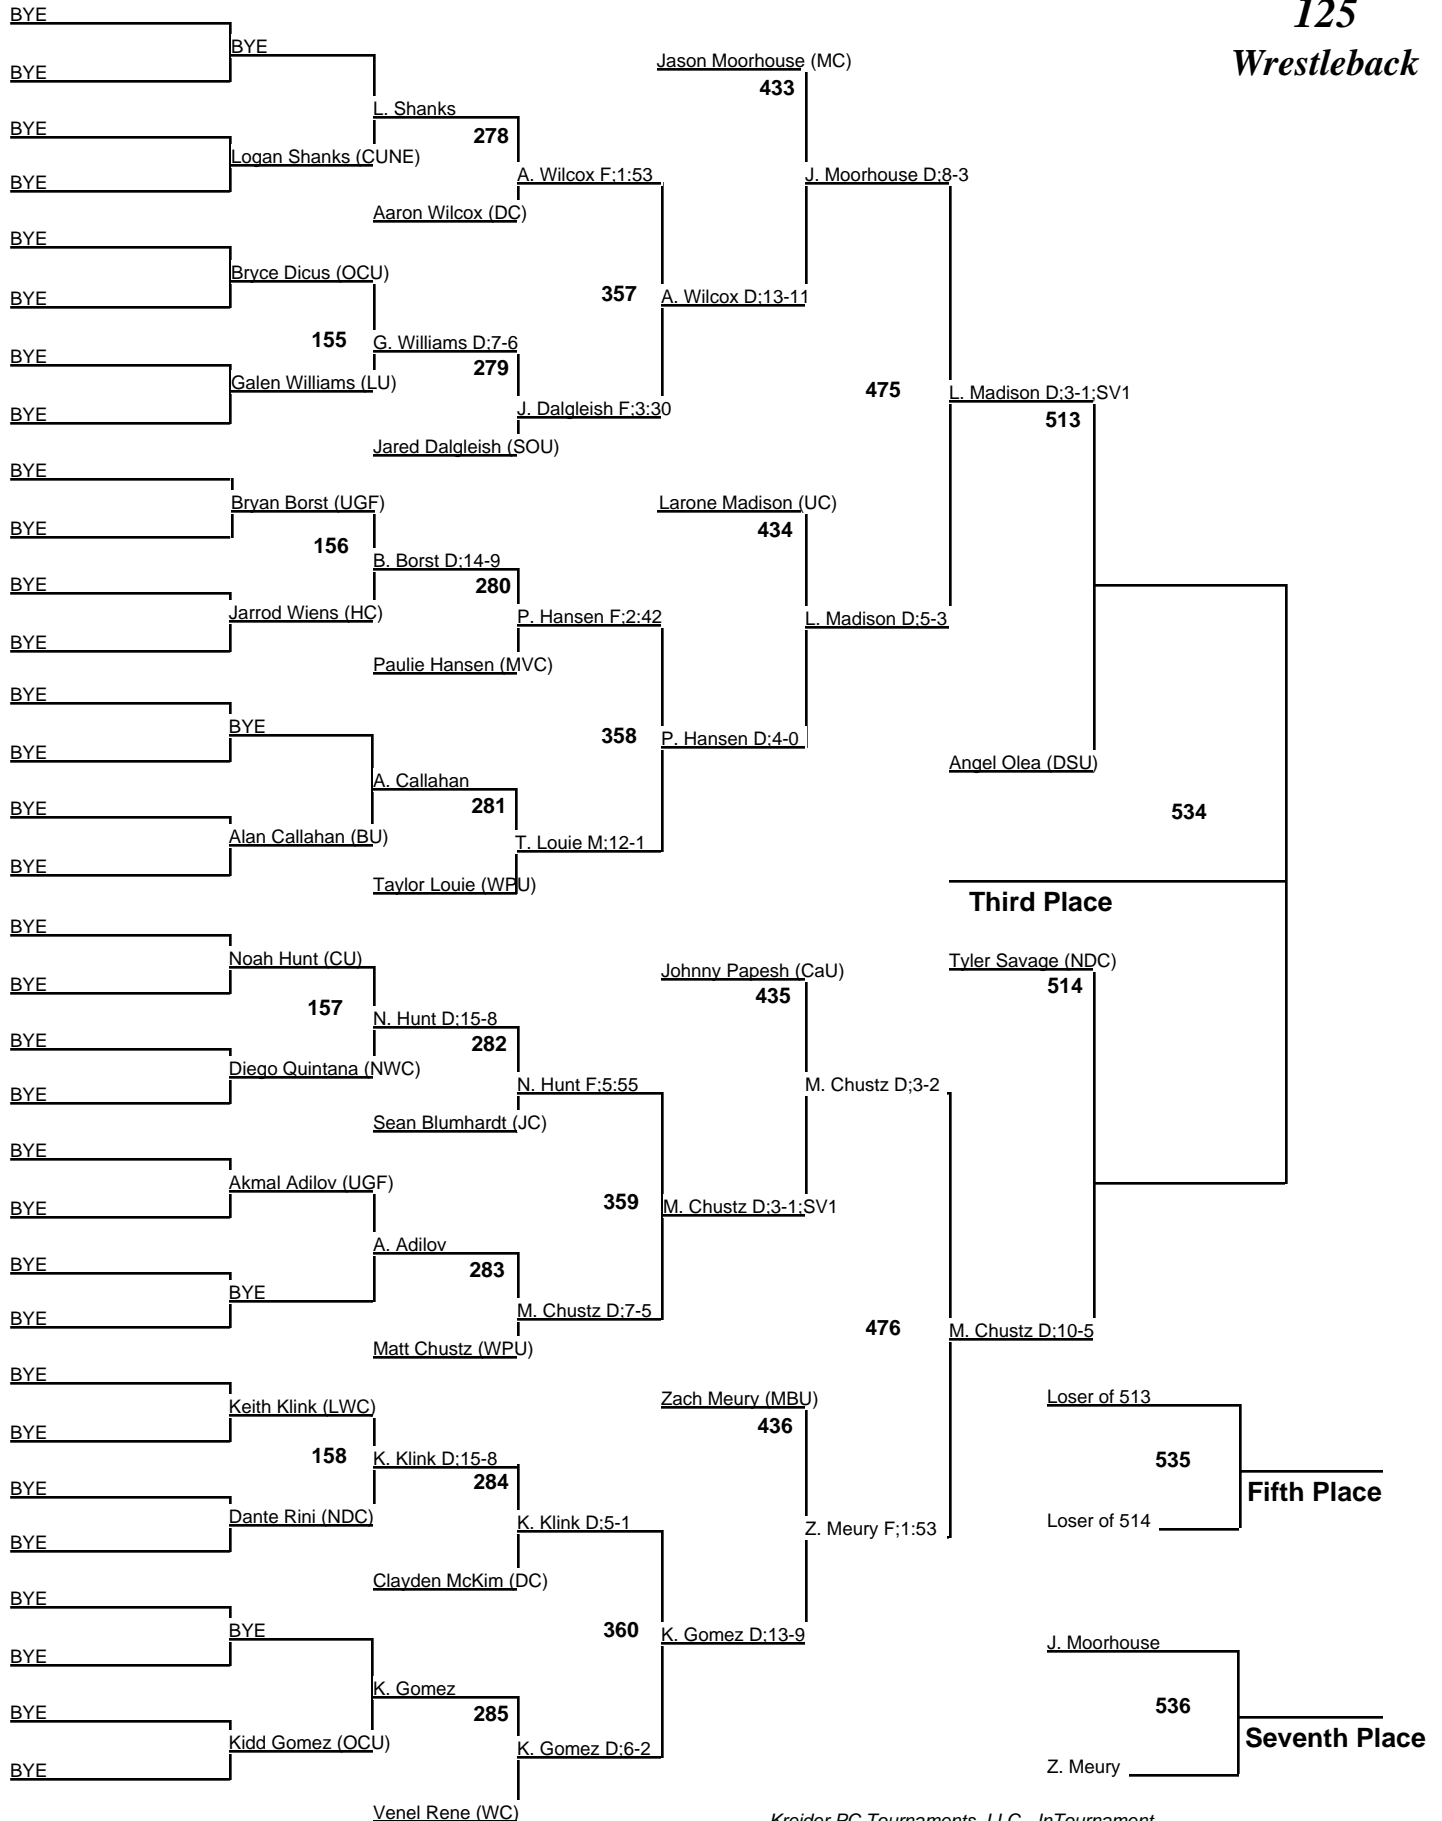 125
Wrestleback
BYE
BYE
BYE
Jason Moorhouse (MC)
433
L. Shanks
278
BYE
Logan Shanks (CUNE)
BYE
A. Wilcox F;1:53
J. Moorhouse D;8-3
Aaron Wilcox (DC)
BYE
Bryce Dicus (OCU)
BYE
357
A. Wilcox D;13-11
155
G. Williams D;7-6
279
BYE
Galen Williams (LU)
475
L. Madison D;3-1;SV1
513
BYE
J. Dalgleish F;3:30
Jared Dalgleish (SOU)
BYE
Bryan Borst (UGF)
Larone Madison (UC)
434
BYE
156
B. Borst D;14-9
280
BYE
Jarrod Wiens (HC)
P. Hansen F;2:42
L. Madison D;5-3
BYE
Paulie Hansen (MVC)
BYE
BYE
358
P. Hansen D;4-0
BYE
Angel Olea (DSU)
A. Callahan
281
534
BYE
Alan Callahan (BU)
T. Louie M;12-1
BYE
Taylor Louie (WPU)
Third Place
BYE
Noah Hunt (CU)
Johnny Papesh (CaU)
435
Tyler Savage (NDC)
514
BYE
157
N. Hunt D;15-8
282
BYE
Diego Quintana (NWC)
N. Hunt F;5:55
M. Chustz D;3-2
BYE
Sean Blumhardt (JC)
BYE
Akmal Adilov (UGF)
BYE
359
M. Chustz D;3-1;SV1
A. Adilov
283
BYE
BYE
M. Chustz D;7-5
BYE
476
M. Chustz D;10-5
Matt Chustz (WPU)
BYE
Keith Klink (LWC)
Zach Meury (MBU)
436
Loser of 513
BYE
158
K. Klink D;15-8
284
535
BYE
Fifth Place
Dante Rini (NDC)
K. Klink D;5-1
Z. Meury F;1:53
Loser of 514
BYE
Clayden McKim (DC)
BYE
BYE
360
K. Gomez D;13-9
J. Moorhouse
BYE
K. Gomez
285
536
BYE
Kidd Gomez (OCU)
K. Gomez D;6-2
Seventh Place
BYE
Z. Meury
Venel Rene (WC)
Kreider PC Tournaments, LLC - InTournament